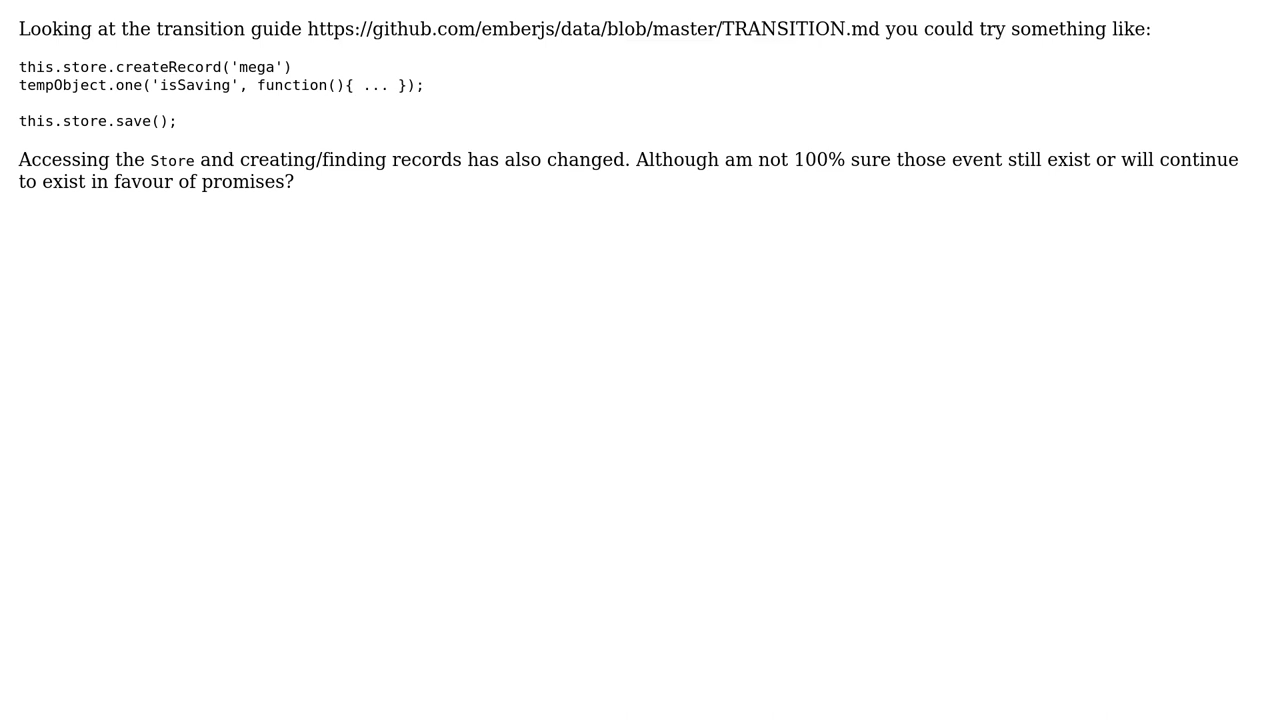 Looking at the transition guide https://github.com/emberjs/data/blob/master/TRANSITION.md you could try something like:
this.store.createRecord('mega')
tempObject.one('isSaving', function(){ ... });
this.store.save();
Accessing the Store and creating/finding records has also changed. Although am not 100% sure those event still exist or will continue
to exist in favour of promises?